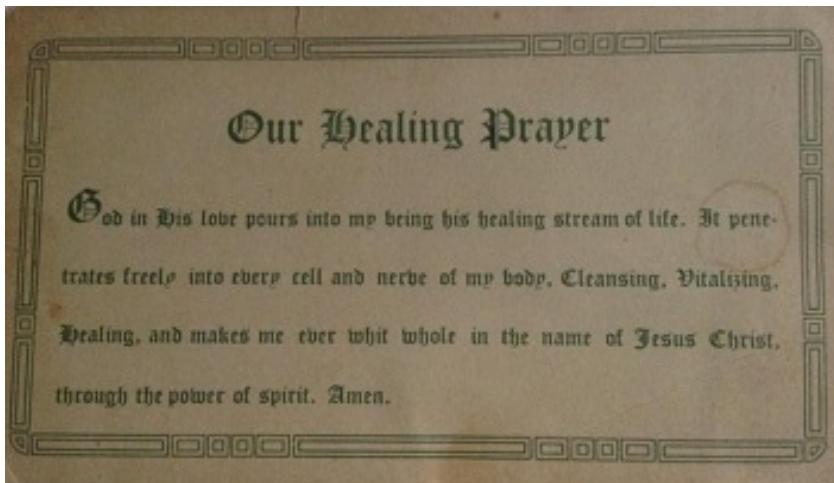 Our Healing Prayer
God in His love pours into my being his healing stream of life. It pene-
trates freely into every cell and nerve of my body, Cleansing, Vitalizing,
Healing, and makes me ever whit whole in the name of Jesus Christ,
through the power of spirit. Amen.